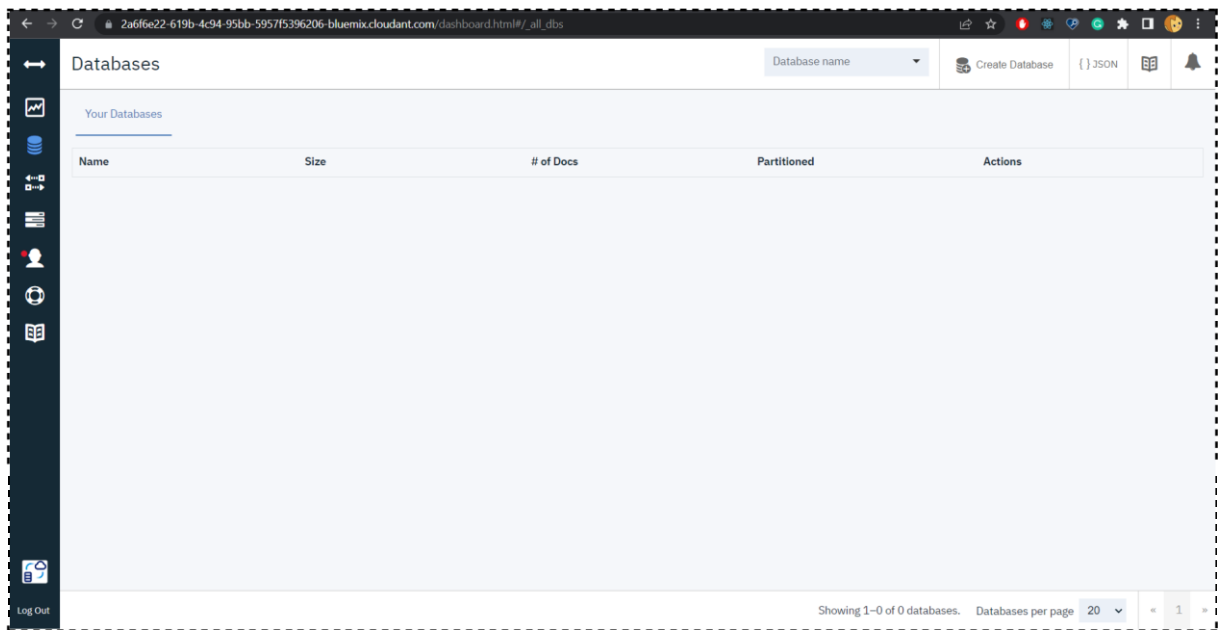 2a6f6e22-619b-4c94-95bb-5957f5396206-bluemix.cloudant.com/dashboard.html#/_all_dbs
Databases
Database name
Create Database
{ } JSON
Your Databases
Name Size # of Docs Partitioned Actions
Log Out
Showing 1–0 of 0 databases. Databases per page 20 « 1 »